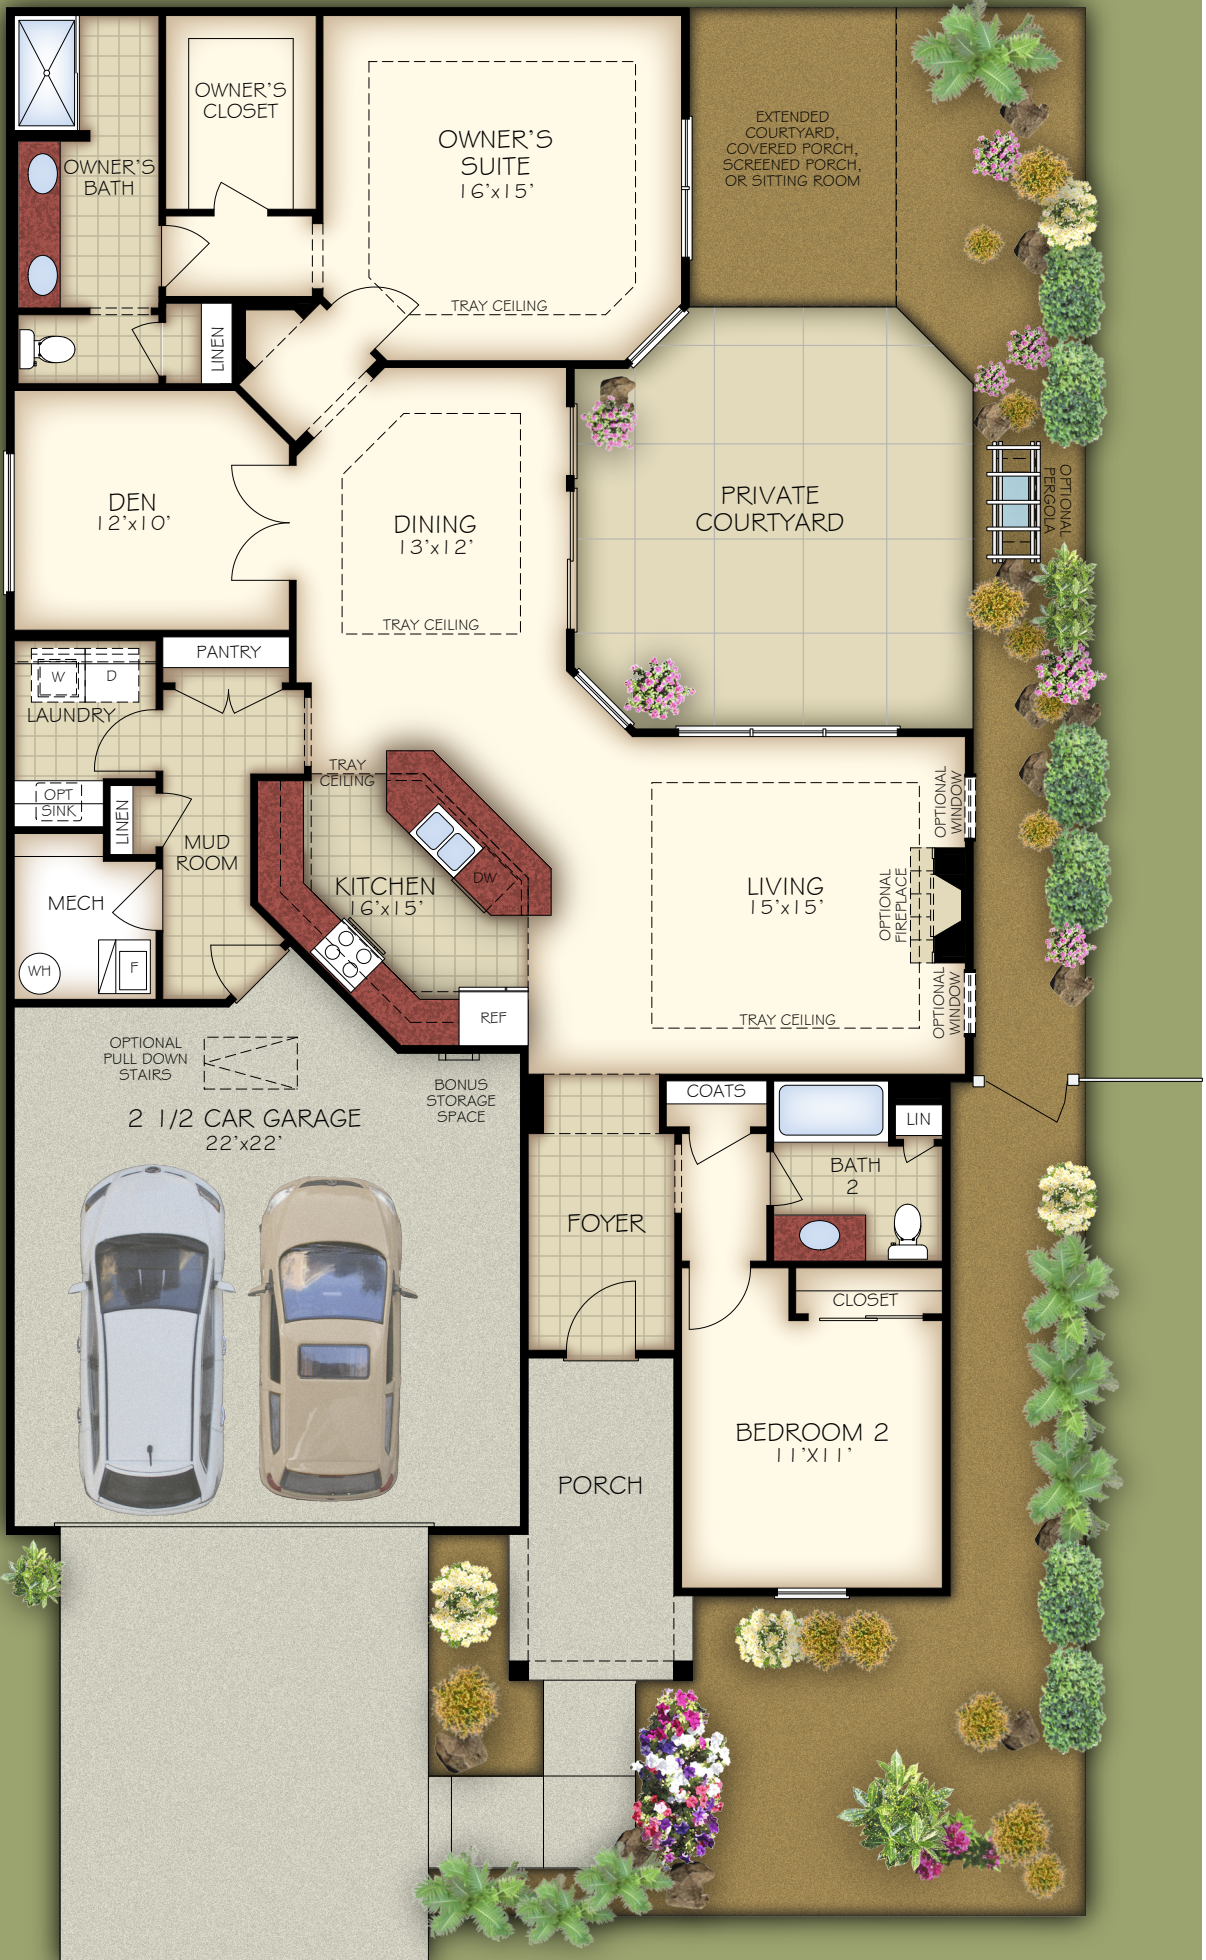 OWNER'S
CLOSET
OWNER'S
SUITE
16'x15'
TRAY CEILING
EXTENDED
COURTYARD,
COVERED PORCH,
SCREENED PORCH,
OR SITTING ROOM
OWNER'S
BATH
LINEN
DEN
12'x10'
DINING
13'x12'
TRAY CEILING
PRIVATE
COURTYARD
OPTIONAL
PERGOLA
PANTRY
W
D
LAUNDRY
OPT
SINK
LINEN
MUD
ROOM
MECH
WH
F
TRAY
CEILING
KITCHEN
16'x15'
DW
REF
LIVING
15'x15'
TRAY CEILING
OPTIONAL
WINDOW
OPTIONAL
FIREPLACE
OPTIONAL
WINDOW
OPTIONAL
PULL DOWN
STAIRS
BONUS
STORAGE
SPACE
2 1/2 CAR GARAGE
22'x22'
COATS
LIN
BATH
2
FOYER
CLOSET
BEDROOM 2
11'X11'
PORCH